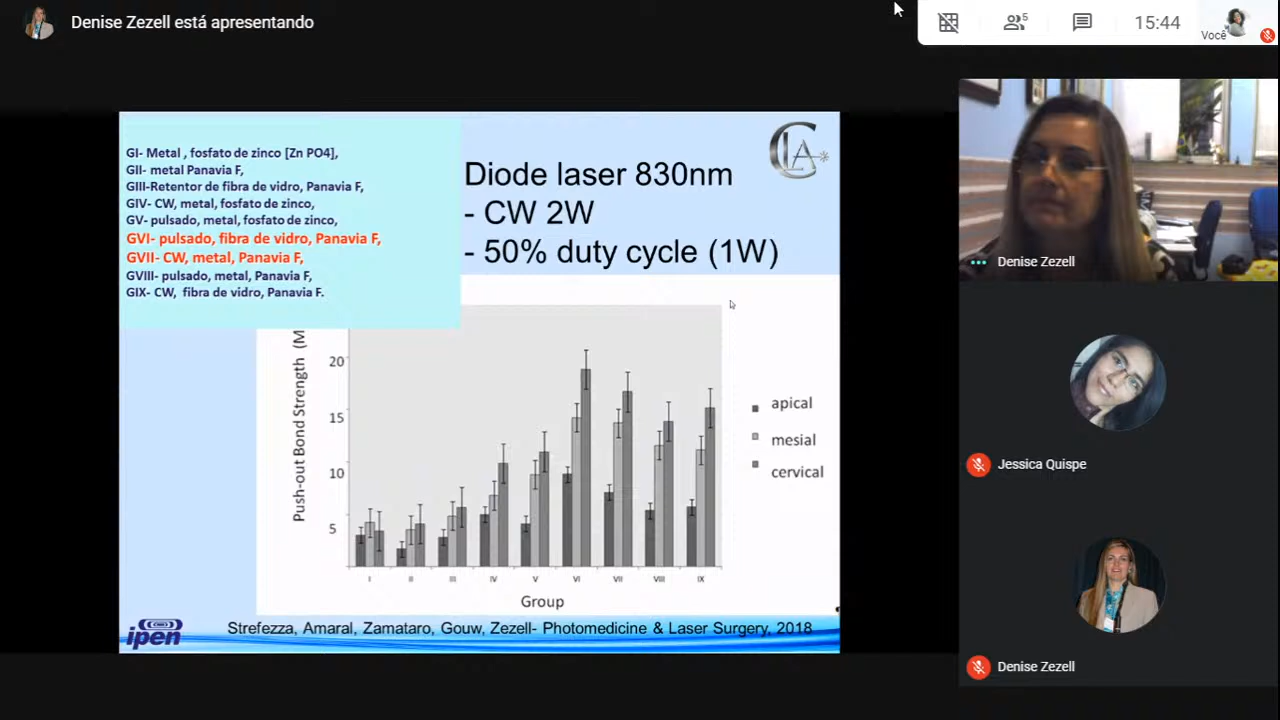 Denise Zezell está apresentando
5
15:44
Você
GI- Metal , fosfato de zinco [Zn PO4],
GII- metal Panavia F,
GIII-Retentor de fibra de vidro, Panavia F,
GIV- CW, metal, fosfato de zinco,
GV- pulsado, metal, fosfato de zinco,
GVI- pulsado, fibra de vidro, Panavia F,
GVII- CW, metal, Panavia F,
GVIII- pulsado, metal, Panavia F,
GIX- CW, fibra de vidro, Panavia F.
Diode laser 830nm
- CW 2W
- 50% duty cycle (1W)
CLA
Push-out Bond Strength (M
20
15
10
5
I II III IV V VI VII VIII IX
Group
apical
mesial
cervical
ipen
Strefezza, Amaral, Zamataro, Gouw, Zezell- Photomedicine & Laser Surgery, 2018
Denise Zezell
Jessica Quispe
Denise Zezell